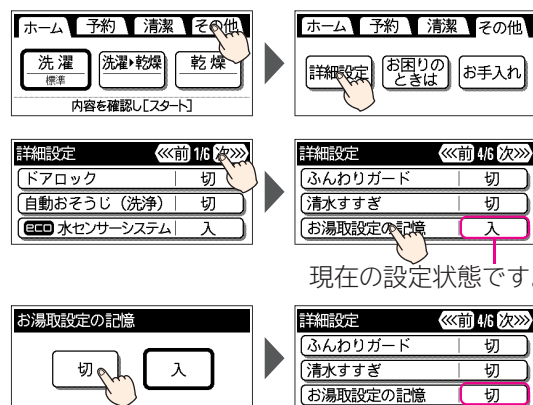 ホーム 予約 清潔 その他
洗濯 標準 洗濯▶乾燥 乾燥
内容を確認し[スタート]
ホーム 予約 清潔 その他
詳細設定 お困りのときは お手入れ
詳細設定 <<<前 1/6 次>>>
ドアロック 切
自動おそうじ（洗浄） 切
eco 水センサーシステム 入
詳細設定 <<<前 4/6 次>>>
ふんわりガード 切
清水すすぎ 切
お湯取設定の記憶 入
現在の設定状態です。
お湯取設定の記憶
切 入
詳細設定 <<<前 4/6 次>>>
ふんわりガード 切
清水すすぎ 切
お湯取設定の記憶 切